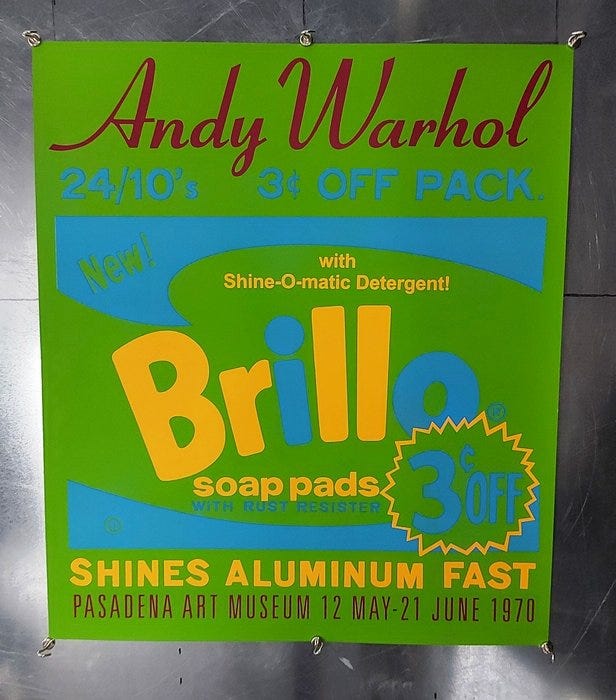 Andy Warhol
24/10's 3¢ OFF PACK.
New!
with
Shine-O-matic Detergent!
Brillo®
soap pads
WITH RUST RESISTER
3¢ OFF
SHINES ALUMINUM FAST
PASADENA ART MUSEUM 12 MAY-21 JUNE 1970